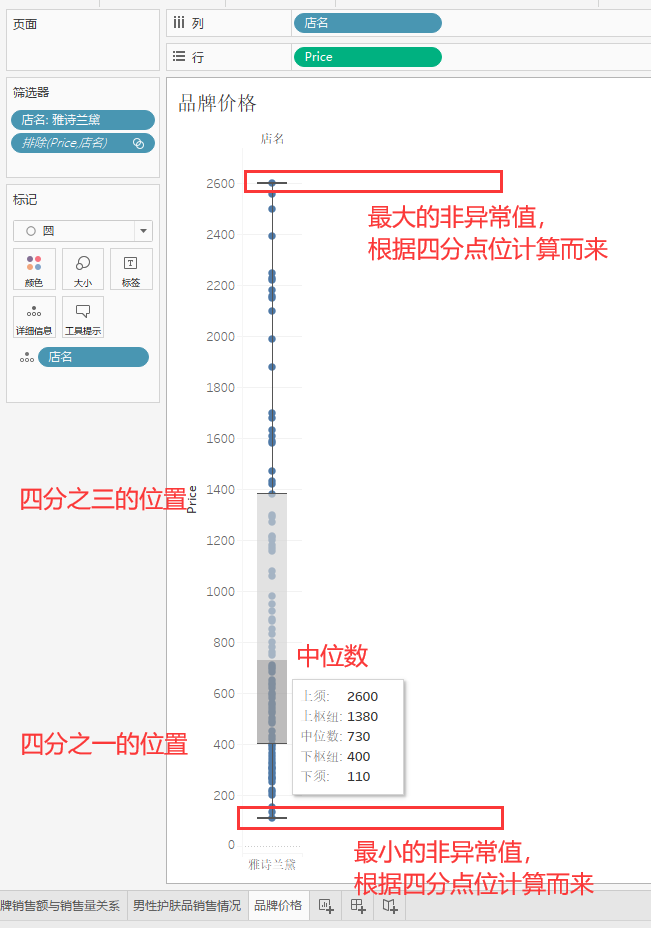 页面
列
店名
行
Price
筛选器
店名: 雅诗兰黛
排除(Price,店名)
标记
圆
颜色
大小
标签
详细信息
工具提示
店名
品牌价格
店名
2600
2400
2200
2000
1800
1600
1400
1200
1000
800
600
400
200
0
Price
雅诗兰黛
最大的非异常值,
根据四分点位计算而来
四分之三的位置
中位数
上须: 2600
上枢纽: 1380
中位数: 730
下枢纽: 400
下须: 110
四分之一的位置
最小的非异常值,
根据四分点位计算而来
牌销售额与销售量关系
男性护肤品销售情况
品牌价格